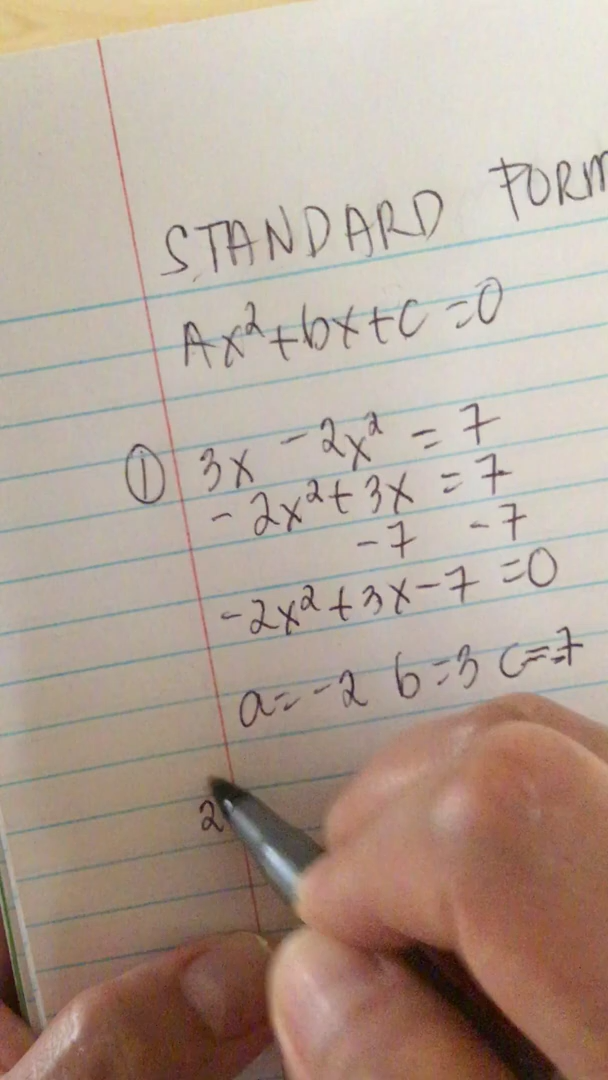 STANDARD FORM
Ax²+bx+c=0
① 3x - 2x² = 7
- 2x²+3x = 7
-7 -7
-2x²+3x-7=0
a=-2 b=3 c=-7
2